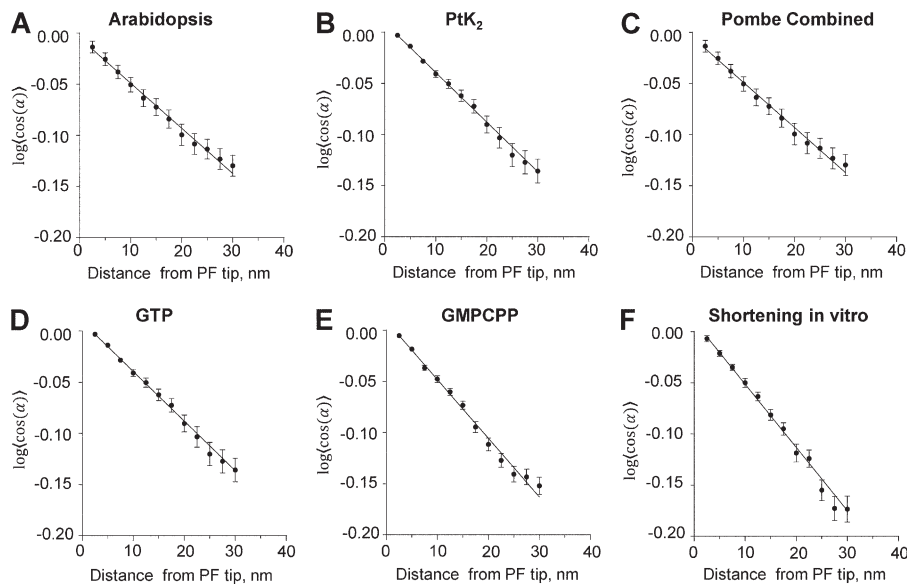 A Arabidopsis
0.00
-0.05
-0.10
-0.15
-0.20
log⟨cos(α)⟩
0 10 20 30 40
Distance from PF tip, nm
B PtK₂
0.00
-0.05
-0.10
-0.15
-0.20
log⟨cos(α)⟩
0 10 20 30 40
Distance from PF tip, nm
C Pombe Combined
0.00
-0.05
-0.10
-0.15
-0.20
log⟨cos(α)⟩
0 10 20 30 40
Distance from PF tip, nm
D GTP
0.00
-0.05
-0.10
-0.15
-0.20
log⟨cos(α)⟩
0 10 20 30 40
Distance from PF tip, nm
E GMPCPP
0.00
-0.05
-0.10
-0.15
-0.20
log⟨cos(α)⟩
0 10 20 30 40
Distance from PF tip, nm
F Shortening in vitro
0.00
-0.05
-0.10
-0.15
-0.20
log⟨cos(α)⟩
0 10 20 30 40
Distance from PF tip, nm